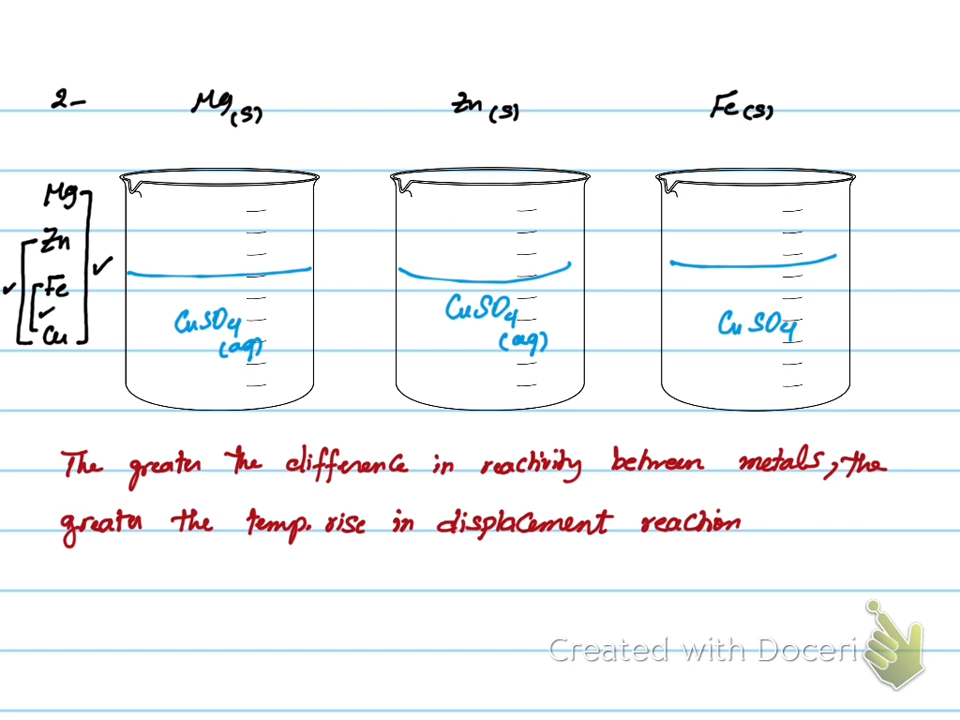 2- Mg(s) Zn(s) Fe(s)
Mg
Zn
Fe
Cu
CuSO4 (aq)
CuSO4 (aq)
CuSO4
The greater the difference in reactivity between metals, the
greater the temp. rise in displacement reaction
Created with Doceri